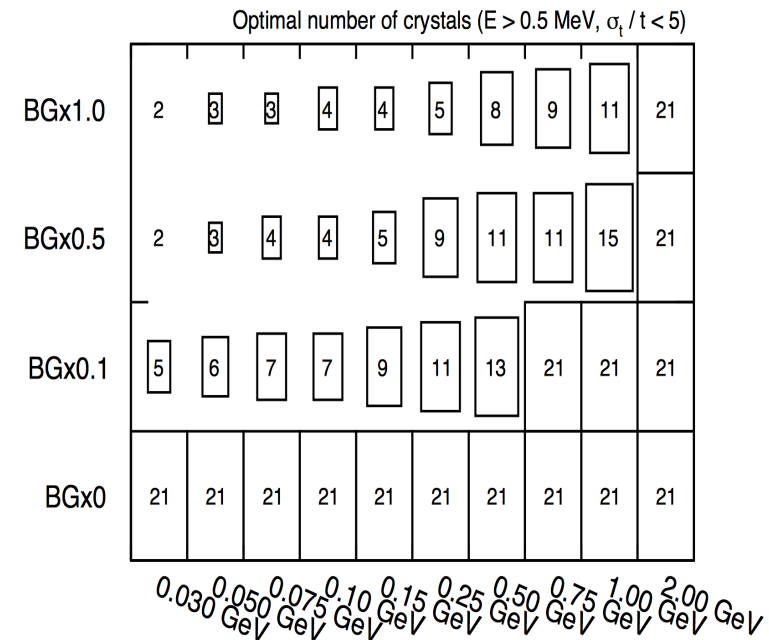 Optimal number of crystals (E > 0.5 MeV, σt / t < 5)
BGx1.0 2 3 3 4 4 5 8 9 11 21
BGx0.5 2 3 4 4 5 9 11 11 15 21
BGx0.1 5 6 7 7 9 11 13 21 21 21
BGx0 21 21 21 21 21 21 21 21 21 21
0.030 GeV 0.050 GeV 0.075 GeV 0.10 GeV 0.15 GeV 0.25 GeV 0.50 GeV 0.75 GeV 1.00 GeV 2.00 GeV